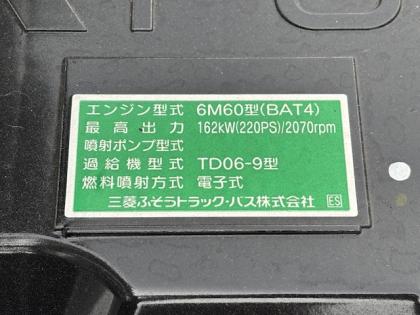 エンジン型式 6M60型(BAT4)
最高出力 162kW(220PS)/2070rpm
噴射ポンプ型式
過給機型式 TD06-9型
燃料噴射方式 電子式
三菱ふそうトラック・バス株式会社 ES